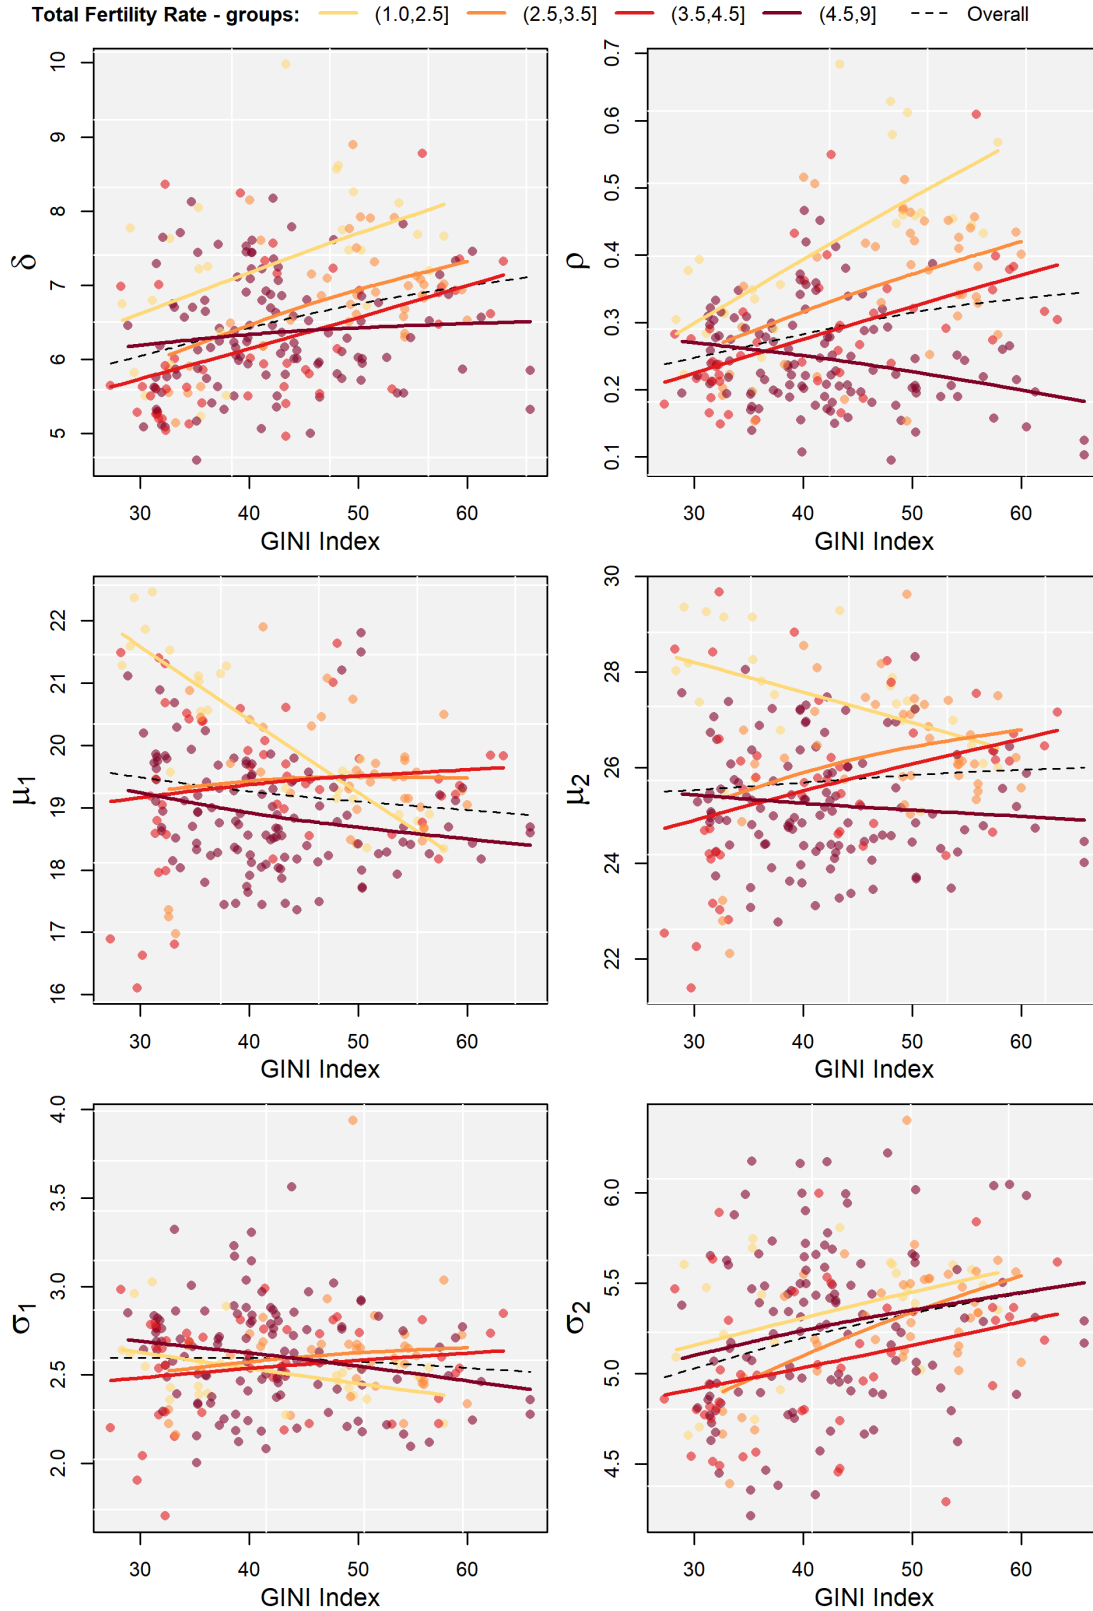 Total Fertility Rate - groups: (1.0,2.5] (2.5,3.5] (3.5,4.5] (4.5,9] Overall
10
9
8
7
6
5
δ
30 40 50 60
GINI Index
0.7
0.6
0.5
0.4
0.3
0.2
0.1
ρ
30 40 50 60
GINI Index
22
21
20
19
18
17
16
μ1
30 40 50 60
GINI Index
30
28
26
24
22
μ2
30 40 50 60
GINI Index
4.0
3.5
3.0
2.5
2.0
σ1
30 40 50 60
GINI Index
6.0
5.5
5.0
4.5
σ2
30 40 50 60
GINI Index